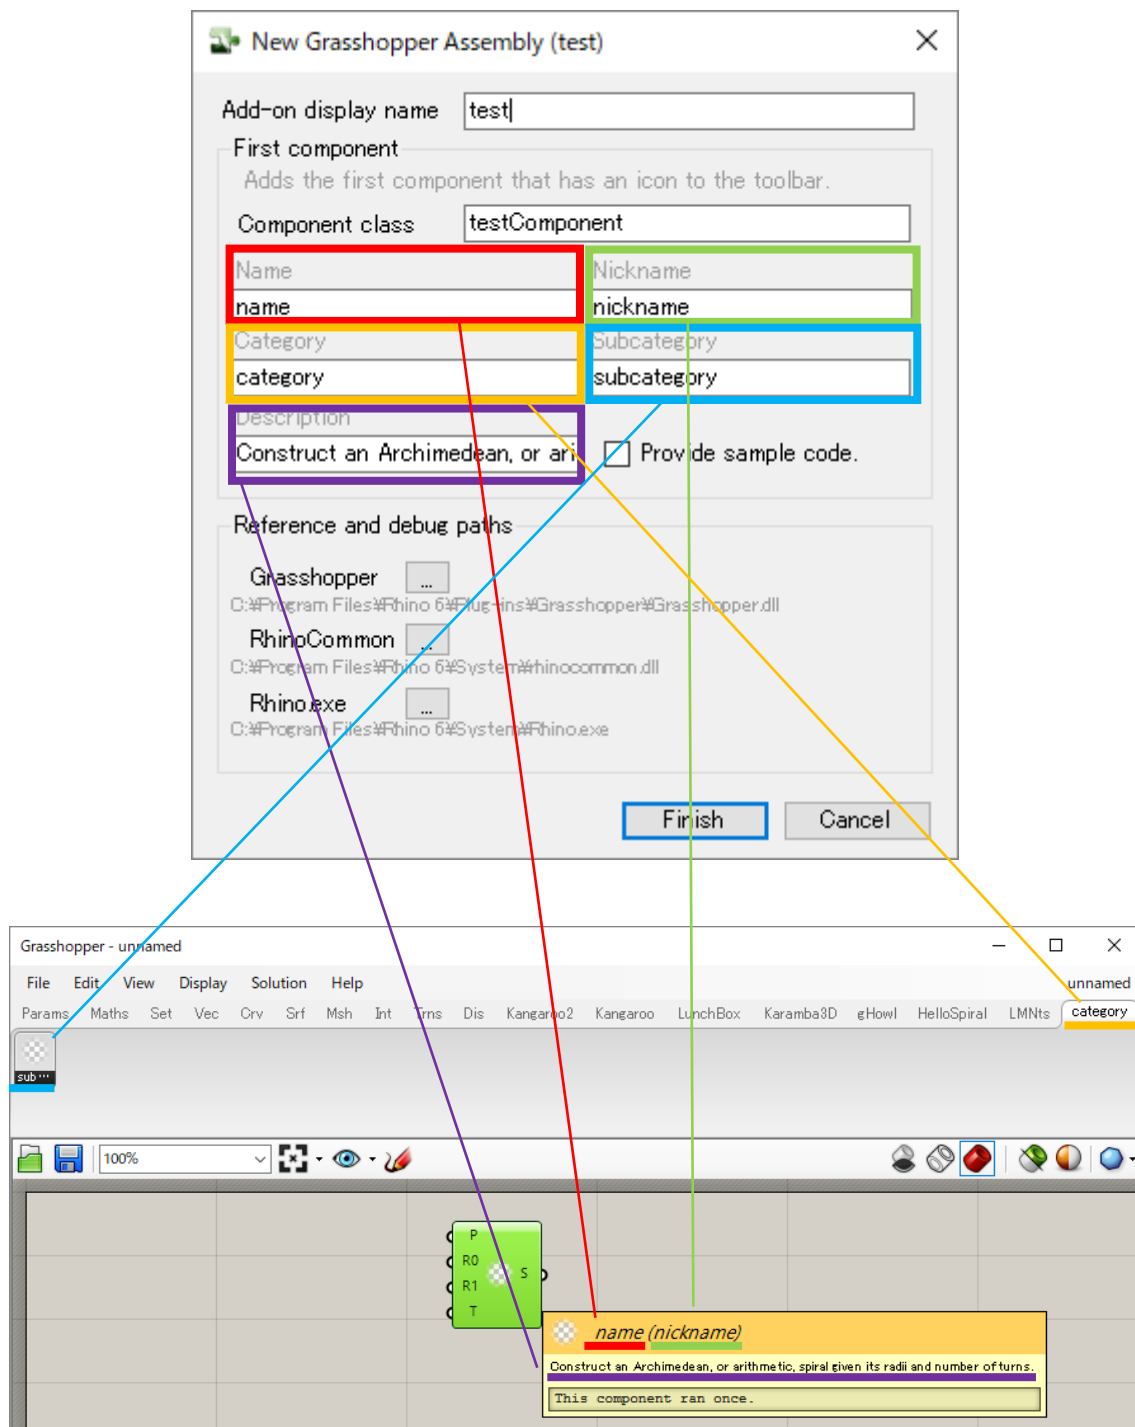 New Grasshopper Assembly (test)
Add-on display name test
First component
Adds the first component that has an icon to the toolbar.
Component class testComponent
Name Nickname
name nickname
Category Subcategory
category subcategory
Description
Construct an Archimedean, or ari Provide sample code.
Reference and debug paths
Grasshopper ...
C:¥Program Files¥Rhino 6¥Plug-ins¥Grasshopper¥Grasshopper.dll
RhinoCommon ...
C:¥Program Files¥Rhino 6¥System¥rhinocommon.dll
Rhino.exe ...
C:¥Program Files¥Rhino 6¥System¥Rhino.exe
Finish Cancel
Grasshopper - unnamed
File Edit View Display Solution Help unnamed
Params Maths Set Vec Crv Srf Msh Int Trns Dis Kangaroo2 Kangaroo LunchBox Karamba3D gHowl HelloSpiral LMNts category
sub...
100%
P
R0
S
R1
T
name (nickname)
Construct an Archimedean, or arithmetic, spiral given its radii and number of turns.
This component ran once.